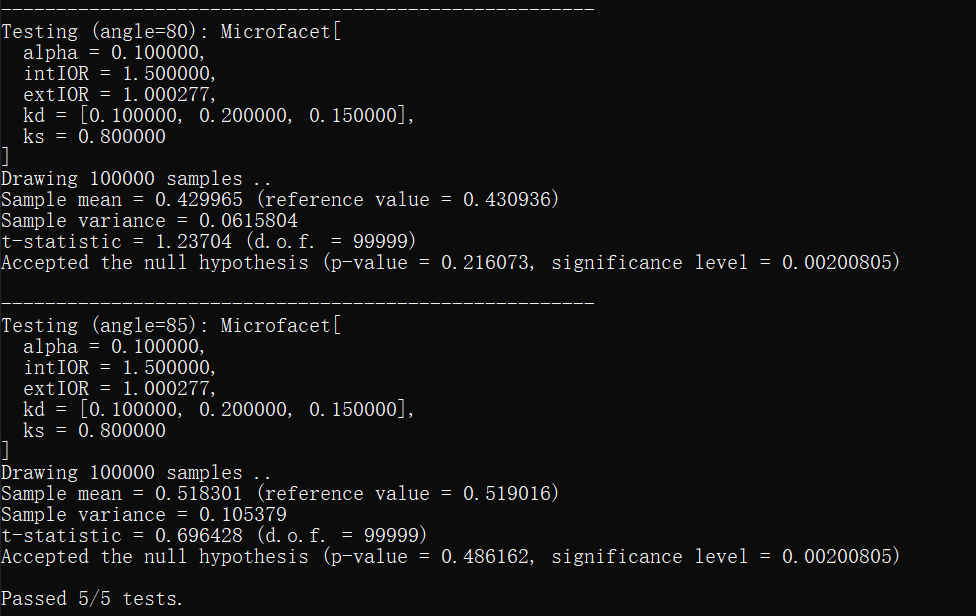 ------------------------------------------------------
Testing (angle=80): Microfacet[
  alpha = 0.100000,
  intIOR = 1.500000,
  extIOR = 1.000277,
  kd = [0.100000, 0.200000, 0.150000],
  ks = 0.800000
]
Drawing 100000 samples ..
Sample mean = 0.429965 (reference value = 0.430936)
Sample variance = 0.0615804
t-statistic = 1.23704 (d.o.f. = 99999)
Accepted the null hypothesis (p-value = 0.216073, significance level = 0.00200805)

------------------------------------------------------
Testing (angle=85): Microfacet[
  alpha = 0.100000,
  intIOR = 1.500000,
  extIOR = 1.000277,
  kd = [0.100000, 0.200000, 0.150000],
  ks = 0.800000
]
Drawing 100000 samples ..
Sample mean = 0.518301 (reference value = 0.519016)
Sample variance = 0.105379
t-statistic = 0.696428 (d.o.f. = 99999)
Accepted the null hypothesis (p-value = 0.486162, significance level = 0.00200805)

Passed 5/5 tests.